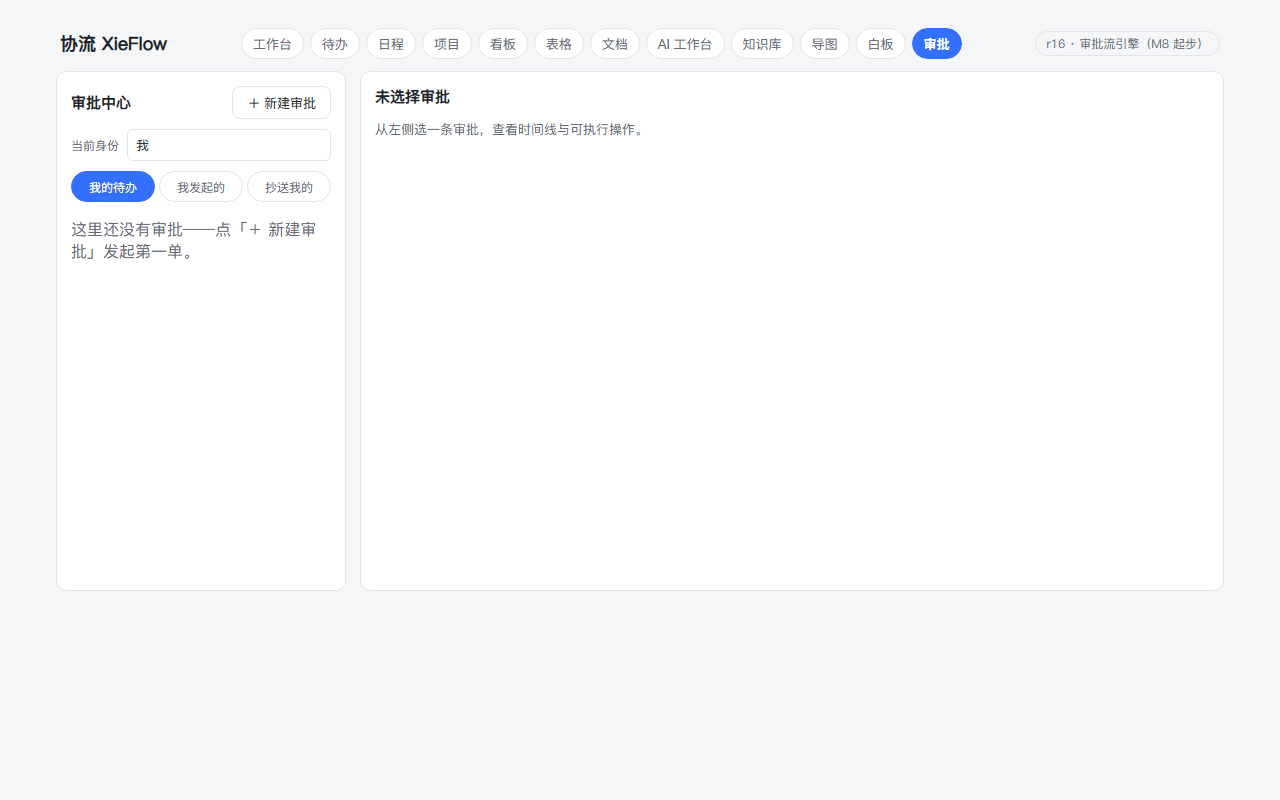 协流 XieFlow
工作台
待办
日程
项目
看板
表格
文档
AI 工作台
知识库
导图
白板
审批
r16 · 审批流引擎（M8 起步）
审批中心
＋ 新建审批
当前身份
我
我的待办
我发起的
抄送我的
这里还没有审批——点「＋ 新建审
批」发起第一单。
未选择审批
从左侧选一条审批，查看时间线与可执行操作。